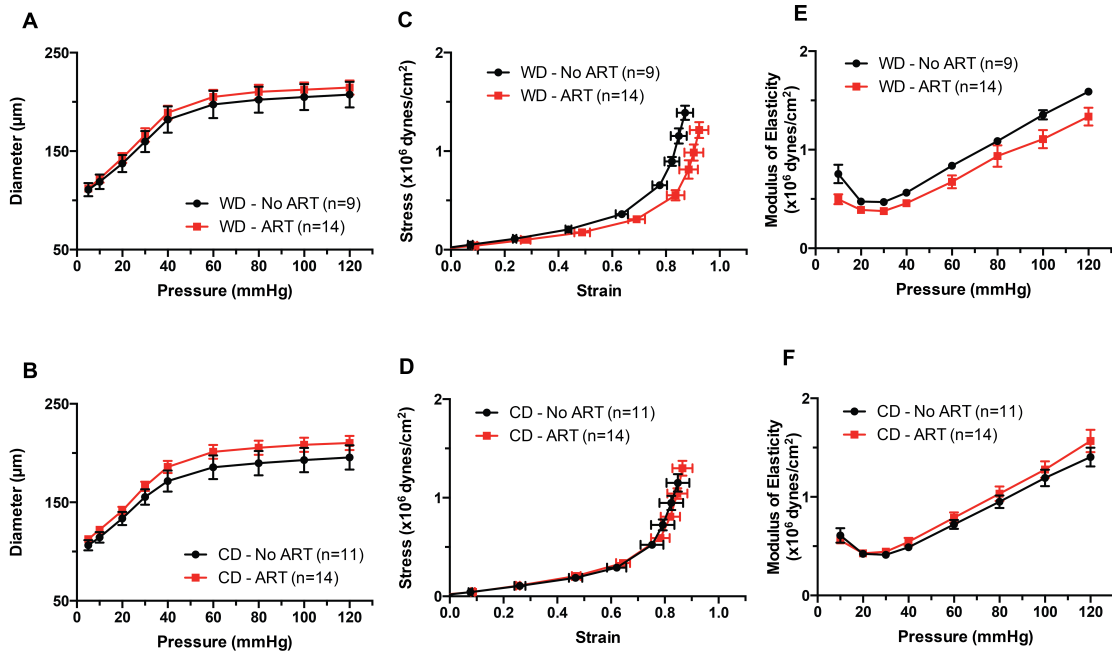 A
250
150
50
Diameter (µm)
WD - No ART (n=9)
WD - ART (n=14)
0 20 40 60 80 100 120
Pressure (mmHg)
C
2
1
0
Stress (x10⁶ dynes/cm²)
WD - No ART (n=9)
WD - ART (n=14)
0.0 0.2 0.4 0.6 0.8 1.0
Strain
E
2
1
0
Modulus of Elasticity
(x10⁶ dynes/cm²)
WD - No ART (n=9)
WD - ART (n=14)
0 20 40 60 80 100 120
Pressure (mmHg)
B
250
150
50
Diameter (µm)
CD - No ART (n=11)
CD - ART (n=14)
0 20 40 60 80 100 120
Pressure (mmHg)
D
2
1
0
Stress (x10⁶ dynes/cm²)
CD - No ART (n=11)
CD - ART (n=14)
0.0 0.2 0.4 0.6 0.8 1.0
Strain
F
2
1
0
Modulus of Elasticity
(x10⁶ dynes/cm²)
CD - No ART (n=11)
CD - ART (n=14)
0 20 40 60 80 100 120
Pressure (mmHg)